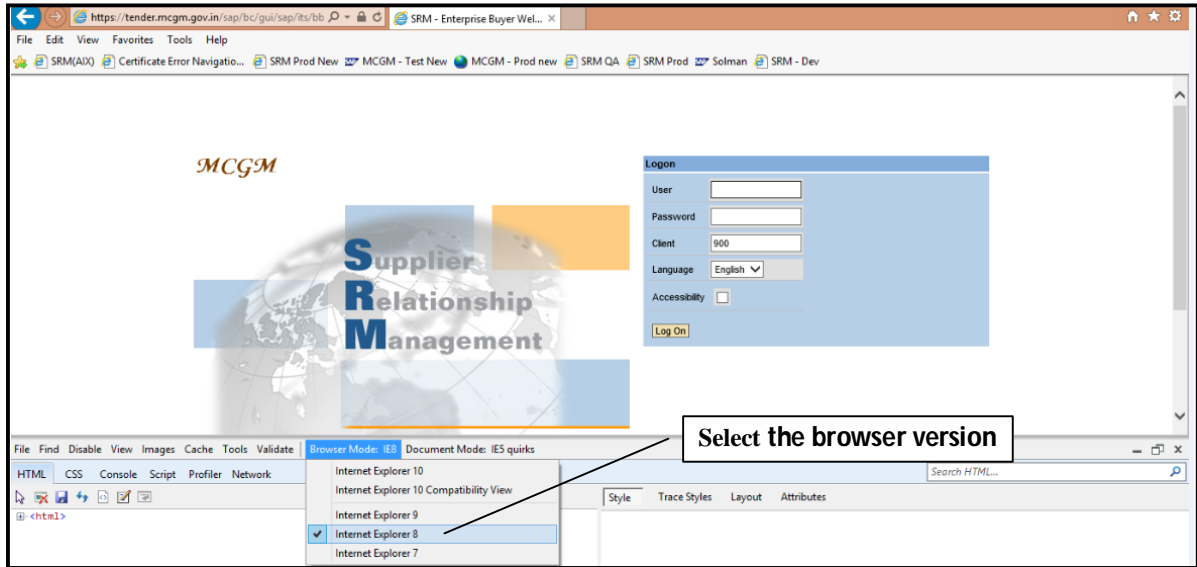 https://tender.mcgm.gov.in/sap/bc/gui/sap/its/bb SRM - Enterprise Buyer Wel... ×
File Edit View Favorites Tools Help
SRM(AIX) Certificate Error Navigatio... SRM Prod New MCGM - Test New MCGM - Prod new SRM QA SRM Prod Solman SRM - Dev
MCGM
Supplier
Relationship
Management
Logon
User
Password
Client 900
Language English
Accessibility
Log On
Select the browser version
File Find Disable View Images Cache Tools Validate Browser Mode: IE8 Document Mode: IE5 quirks
HTML CSS Console Script Profiler Network Search HTML...
Internet Explorer 10
Internet Explorer 10 Compatibility View
Internet Explorer 9
Internet Explorer 8
Internet Explorer 7
Style Trace Styles Layout Attributes
<html>